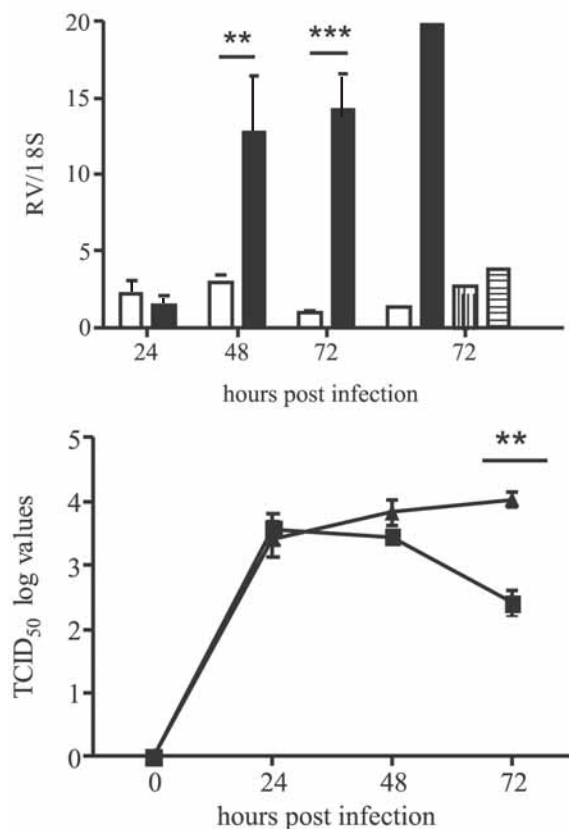 20
** ***
15
RV/18S
10
5
0
24 48 72 72
hours post infection
5
**
4
TCID50 log values
3
2
1
0
0 24 48 72
hours post infection